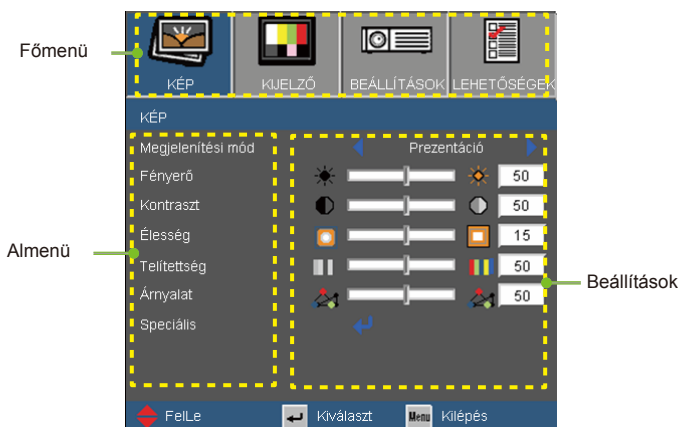 Főmenü
KÉP
KIJELZŐ
BEÁLLÍTÁSOK
LEHETŐSÉGEK
KÉP
Megjelenítési mód Prezentáció
Fényerő 50
Kontraszt 50
Élesség 15
Telítettség 50
Árnyalat 50
Speciális
Almenü
Beállítások
FelLe Kiválaszt Menu Kilépés